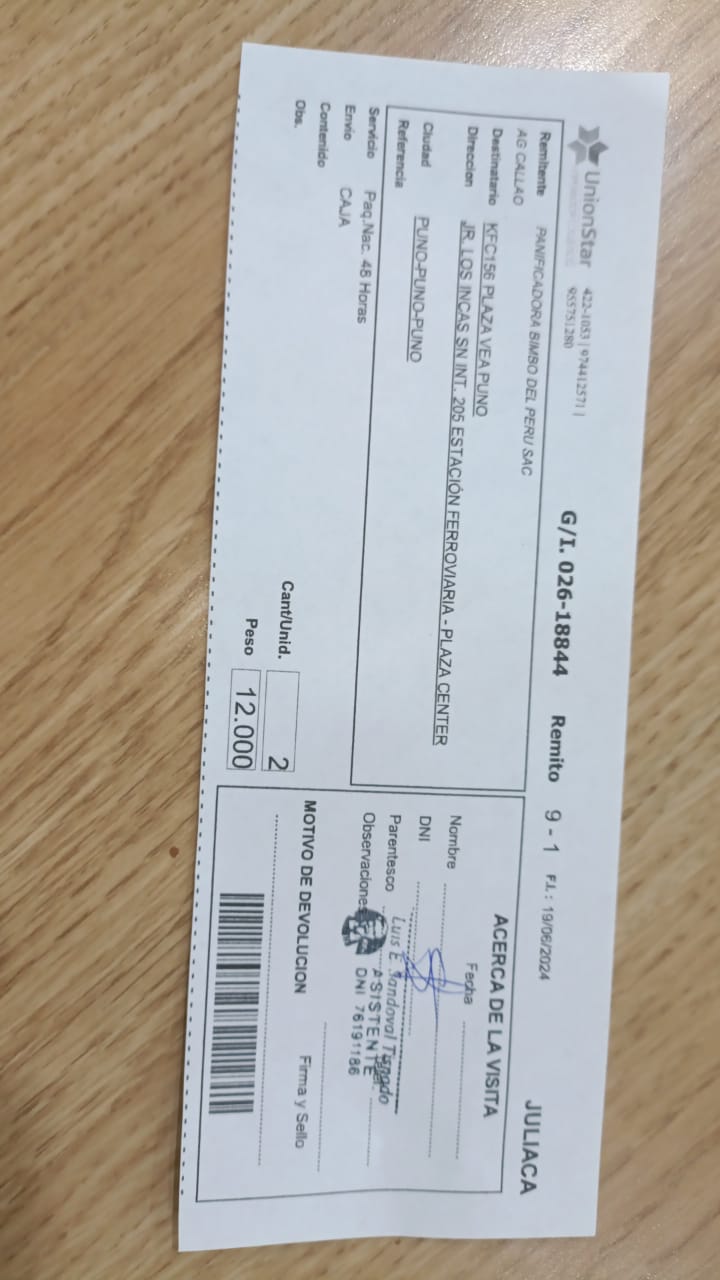 UnionStar
422-1053 | 974412571 |
955751280
G/I. 026-18844 Remito 9 - 1 F.I.: 19/06/2024 JULIACA
Remitente PANIFICADORA BIMBO DEL PERU SAC
AG CALLAO
Destinatario KFC156 PLAZA VEA PUNO
Direccion JR. LOS INCAS SN INT. 205 ESTACIÓN FERROVIARIA - PLAZA CENTER
Ciudad PUNO-PUNO-PUNO
Referencia
Servicio Paq.Nac. 48 Horas
Envio CAJA
Contenido
Obs.
Cant/Unid. 2
Peso 12.000
ACERCA DE LA VISITA
Fecha
Nombre
DNI
Parentesco
Observaciones
Luis E. Sandoval
ASISTENTE
DNI 76191186
MOTIVO DE DEVOLUCION
Firma y Sello